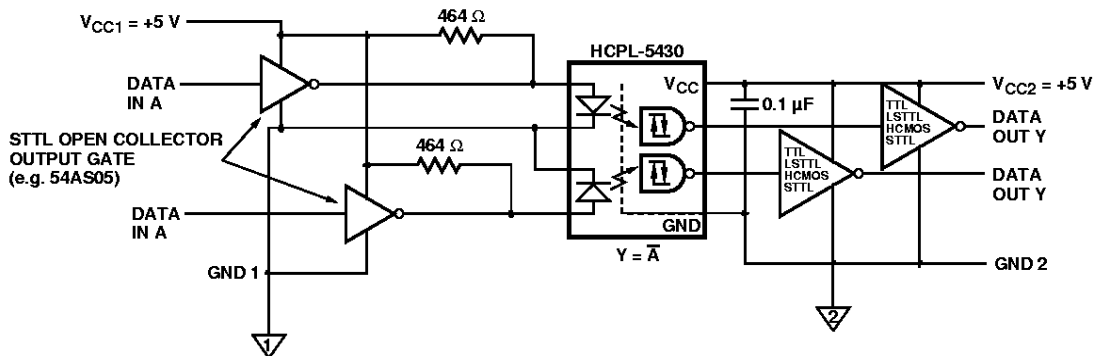 464 Ω
VCC1 = +5 V
HCPL-5430
DATA
IN A
VCC
0.1 µF
VCC2 = +5 V
TTL
LSTTL
HCMOS
STTL
DATA
OUT Y
STTL OPEN COLLECTOR
OUTPUT GATE
(e.g. 54AS05)
464 Ω
TTL
LSTTL
HCMOS
STTL
DATA
OUT Y
DATA
IN A
GND
Y = A̅
GND 1
GND 2
1
2